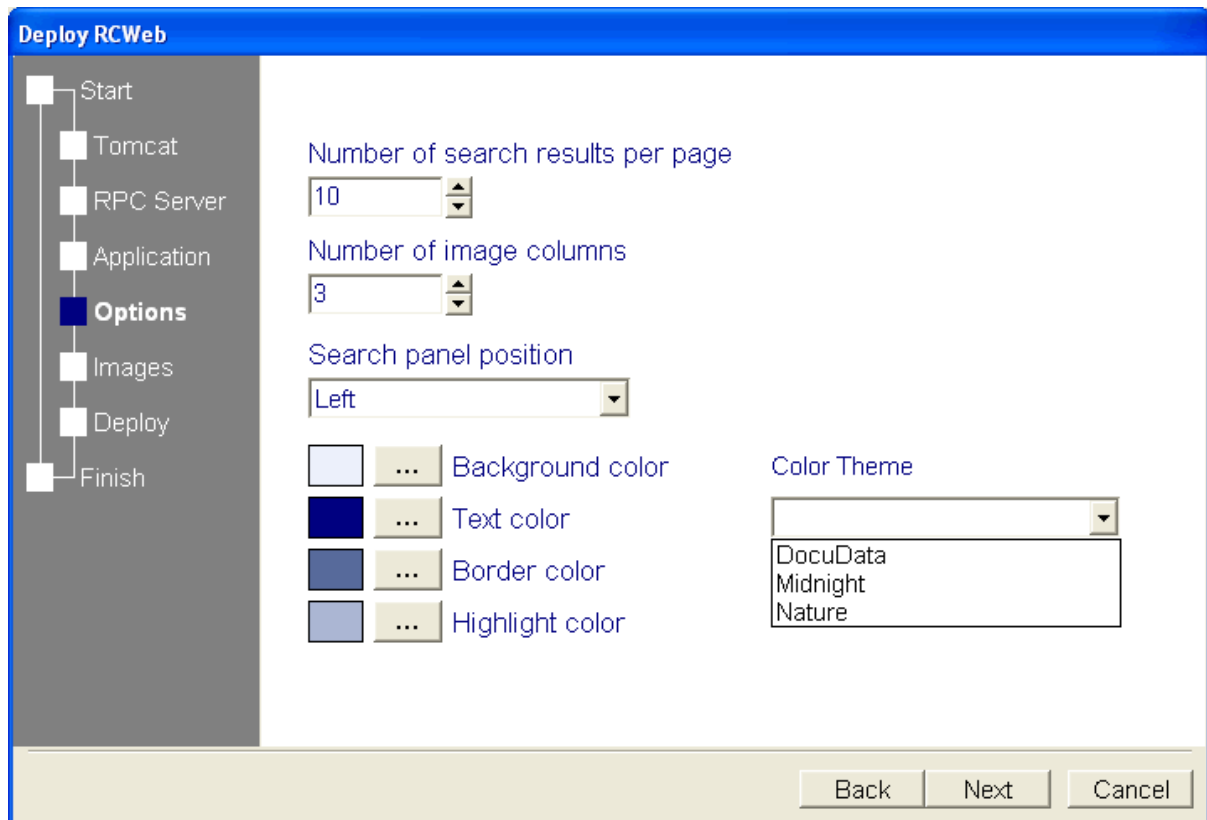 Deploy RCWeb
Start
Tomcat
RPC Server
Application
Options
Images
Deploy
Finish
Number of search results per page
10
Number of image columns
3
Search panel position
Left
... Background color
... Text color
... Border color
... Highlight color
Color Theme
DocuData
Midnight
Nature
Back Next Cancel